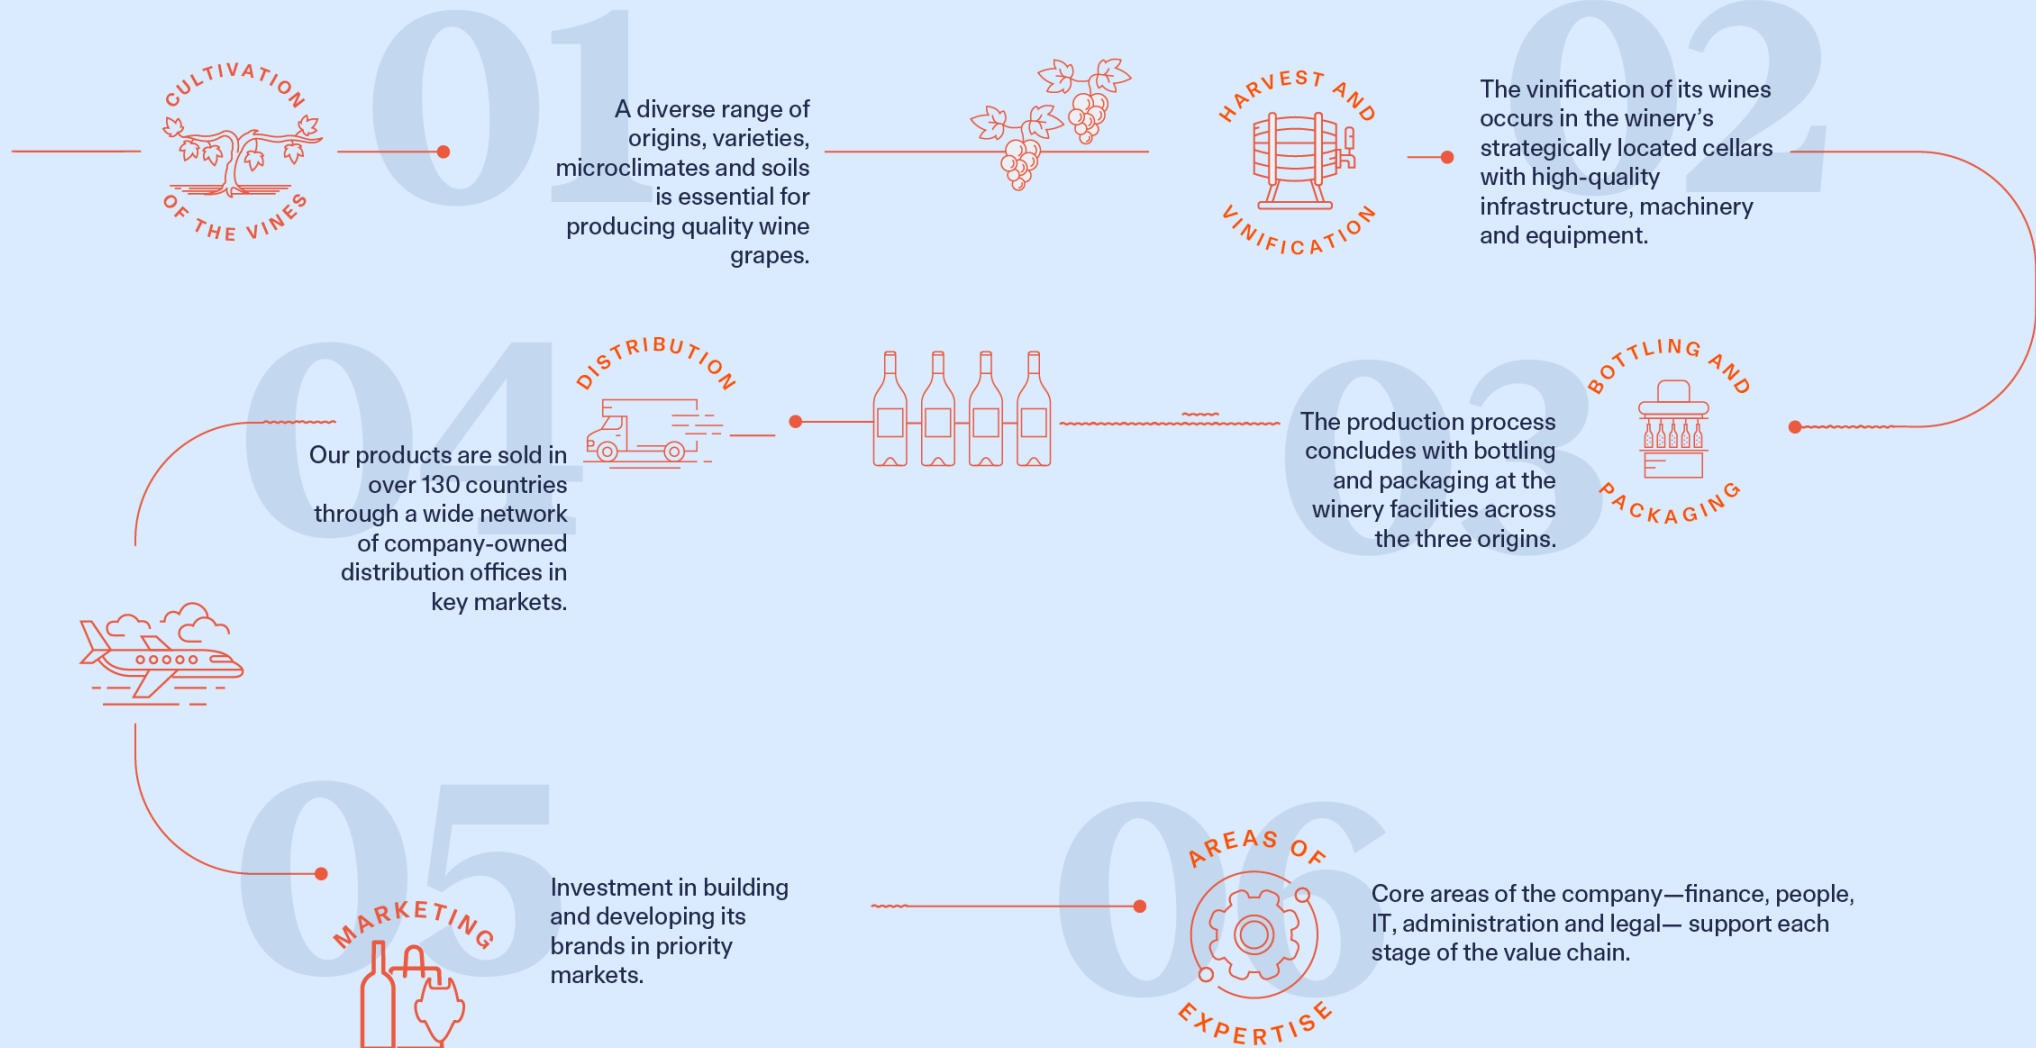 CULTIVATION
OF THE VINES
01
A diverse range of
origins, varieties,
microclimates and soils
is essential for
producing quality wine
grapes.
HARVEST AND
VINIFICATION
02
The vinification of its wines
occurs in the winery’s
strategically located cellars
with high-quality
infrastructure, machinery
and equipment.
BOTTLING AND
PACKAGING
03
The production process
concludes with bottling
and packaging at the
winery facilities across
the three origins.
DISTRIBUTION
04
Our products are sold in
over 130 countries
through a wide network
of company-owned
distribution offices in
key markets.
05
MARKETING
Investment in building
and developing its
brands in priority
markets.
06
AREAS OF
EXPERTISE
Core areas of the company—finance, people,
IT, administration and legal— support each
stage of the value chain.